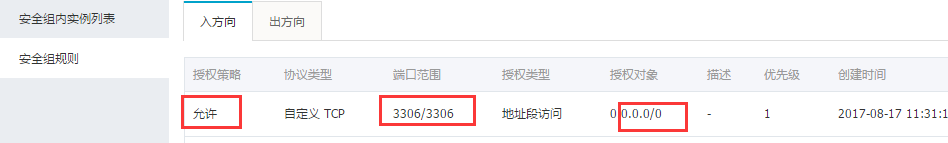 安全组内实例列表
安全组规则
入方向 出方向
授权策略 协议类型 端口范围 授权类型 授权对象 描述 优先级 创建时间
允许 自定义 TCP 3306/3306 地址段访问 0.0.0.0/0 - 1 2017-08-17 11:31:1